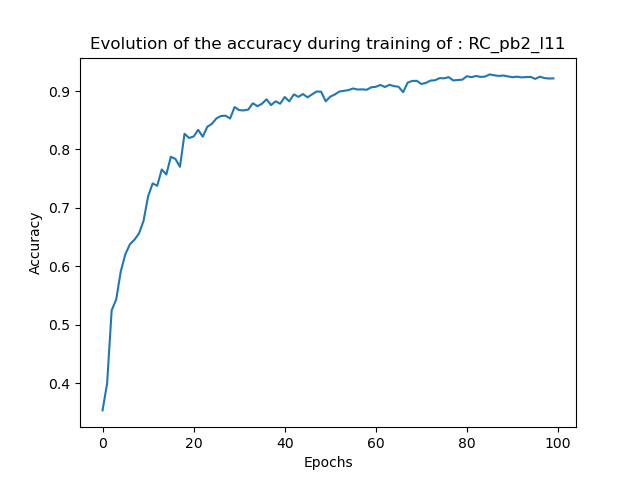 Evolution of the accuracy during training of : RC_pb2_l11
0.9
0.8
0.7
0.6
0.5
0.4
Accuracy
0 20 40 60 80 100
Epochs